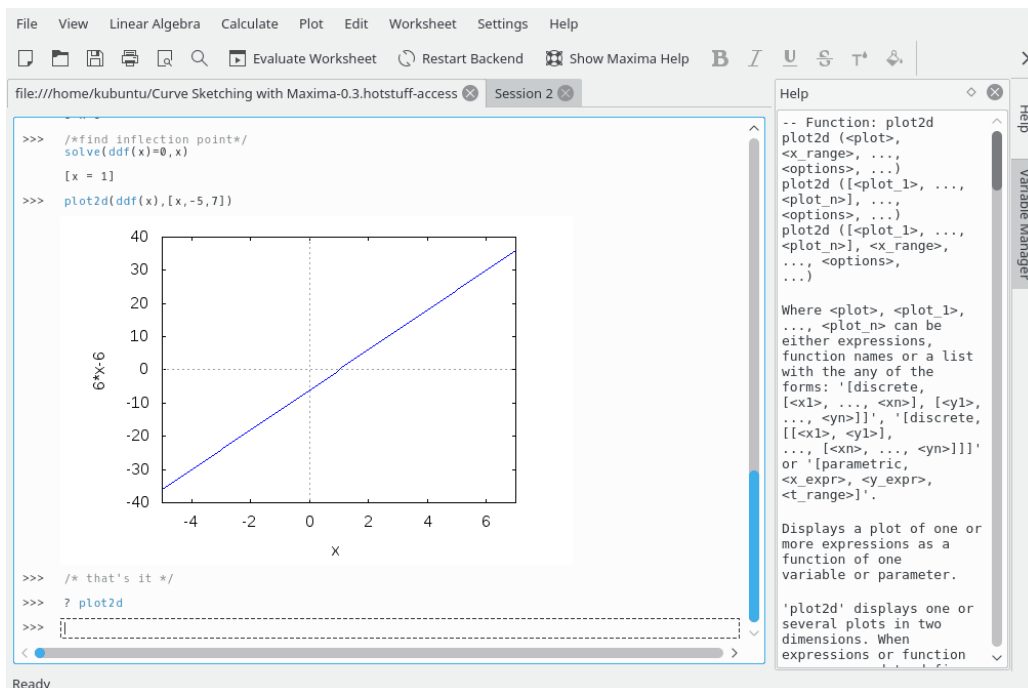 File View Linear Algebra Calculate Plot Edit Worksheet Settings Help
Evaluate Worksheet Restart Backend Show Maxima Help B I U S T
file:///home/kubuntu/Curve Sketching with Maxima-0.3.hotstuff-access Session 2
>>> /*find inflection point*/
solve(ddf(x)=0,x)
[x = 1]
>>> plot2d(ddf(x),[x,-5,7])
40
30
20
10
0
-10
-20
-30
-40
6*x-6
-4 -2 0 2 4 6
x
>>> /* that's it */
>>> ? plot2d
>>>
Ready
Help
-- Function: plot2d
plot2d (<plot>,
<x_range>, ...,
<options>, ...)
plot2d ([<plot_1>, ...,
<plot_n>], ...,
<options>, ...)
plot2d ([<plot_1>, ...,
<plot_n>], <x_range>,
..., <options>,
...)
Where <plot>, <plot_1>,
..., <plot_n> can be
either expressions,
function names or a list
with the any of the
forms: '[discrete,
[<x1>, ..., <xn>], [<y1>,
..., <yn>]]', '[discrete,
[[<x1>, <y1>],
..., [<xn>, ..., <yn>]]]'
or '[parametric,
<x_expr>, <y_expr>,
<t_range>]'.
Displays a plot of one or
more expressions as a
function of one
variable or parameter.
'plot2d' displays one or
several plots in two
dimensions. When
expressions or function
Help
Variable Manager